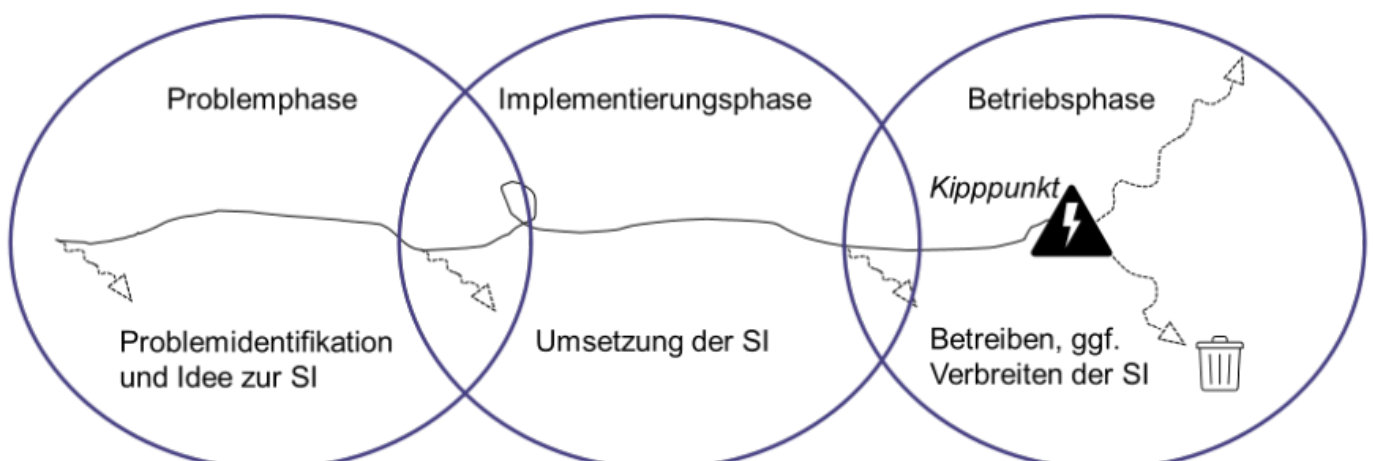 Problemphase
Implementierungsphase
Betriebsphase
Kipppunkt
Problemidentifikation
und Idee zur SI
Umsetzung der SI
Betreiben, ggf.
Verbreiten der SI